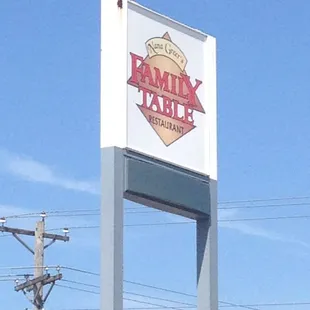 Nana Greer's
FAMILY
TABLE
RESTAURANT